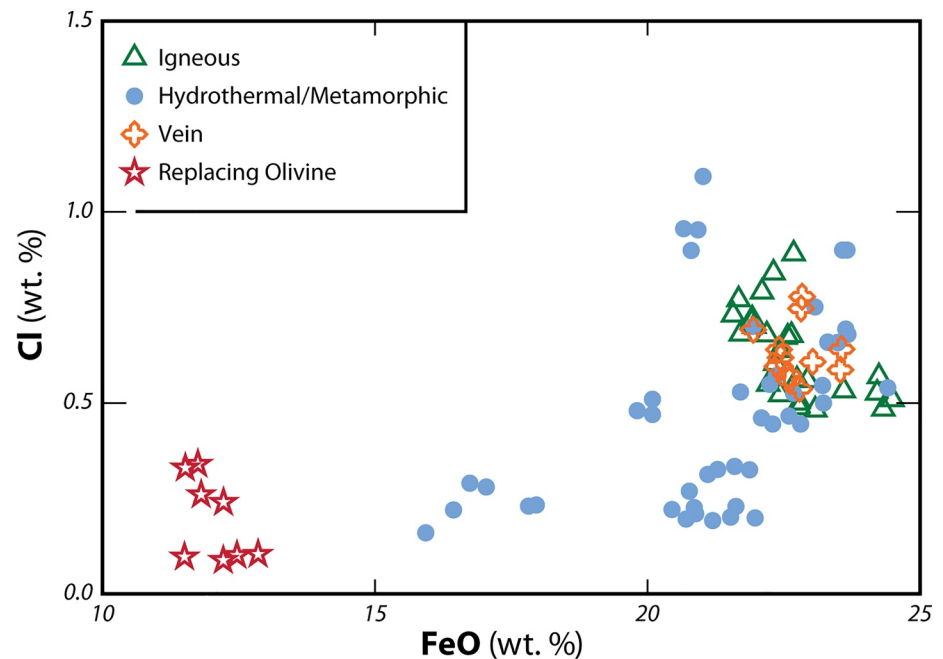 1.5
Igneous
Hydrothermal/Metamorphic
Vein
Replacing Olivine
1.0
Cl (wt. %)
0.5
0.0
10 15 20 25
FeO (wt. %)